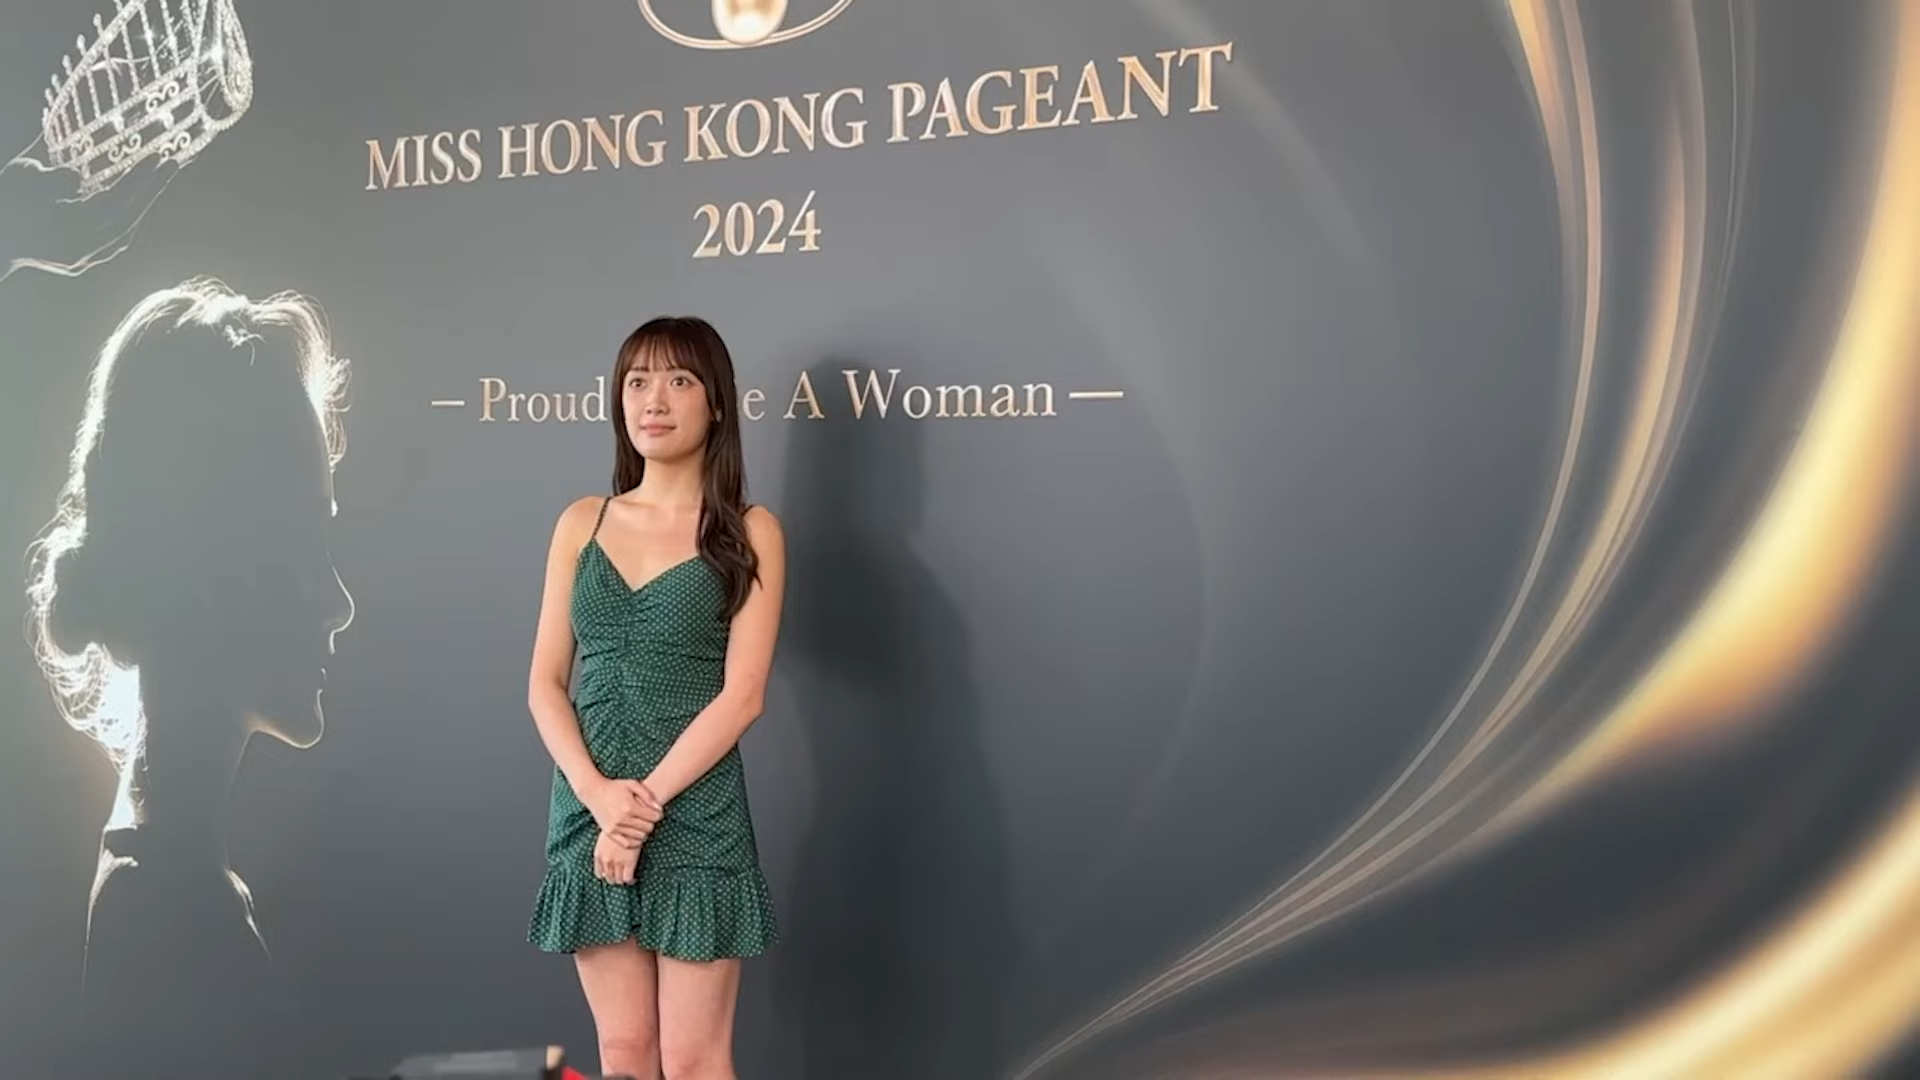 MISS HONG KONG PAGEANT
2024
— Proud e A Woman —